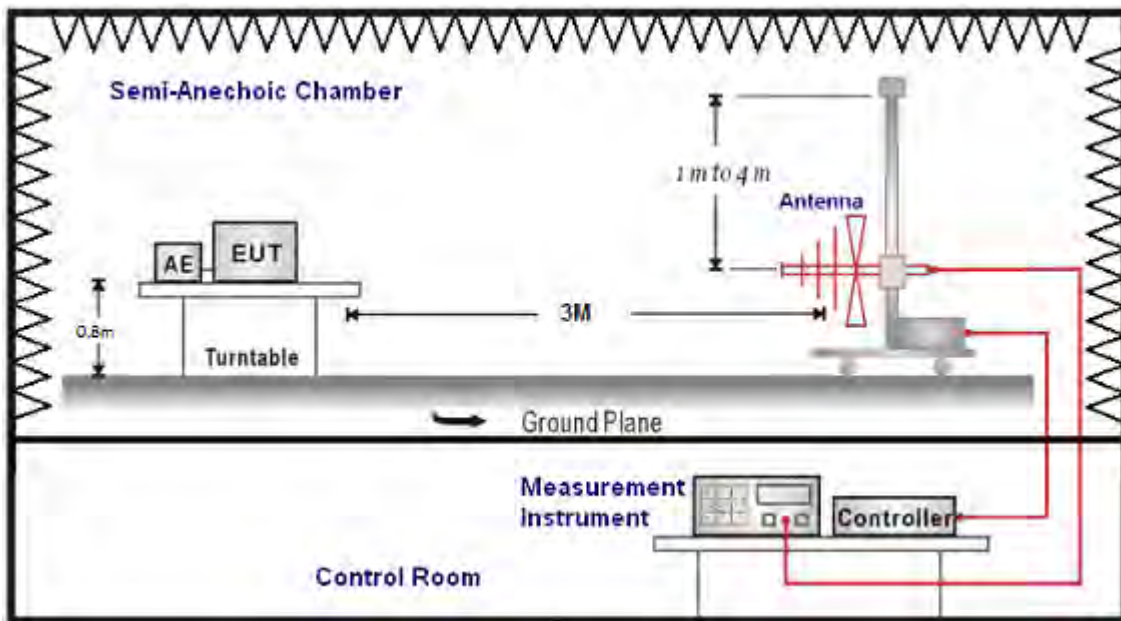 Semi-Anechoic Chamber
1 m to 4 m
Antenna
AE
EUT
3M
0.8m
Turntable
Ground Plane
Measurement
Instrument
Controller
Control Room